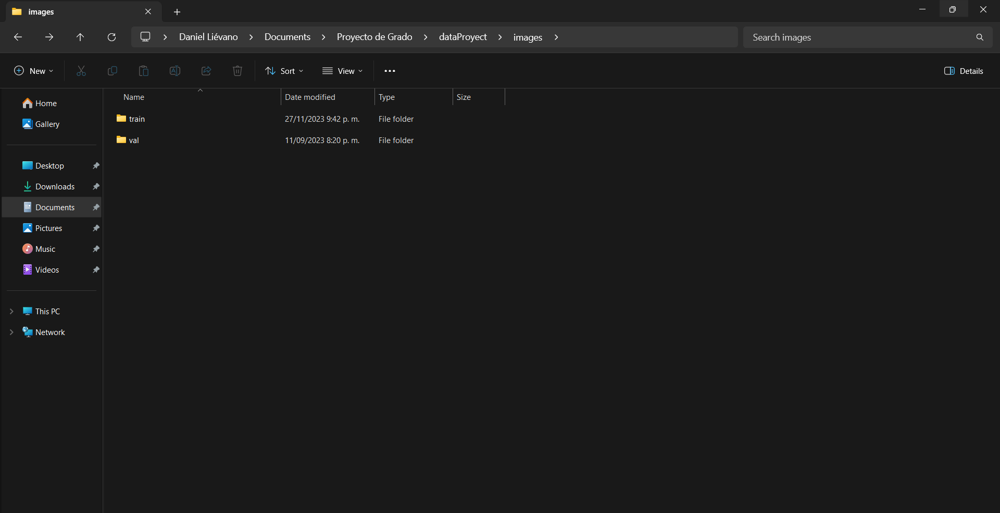 images
Daniel Liévano > Documents > Proyecto de Grado > dataProyect > images >
Search images
New
Sort
View
Details
Name Date modified Type Size
train 27/11/2023 9:42 p. m. File folder
val 11/09/2023 8:20 p. m. File folder
Home
Gallery
Desktop
Downloads
Documents
Pictures
Music
Videos
This PC
Network